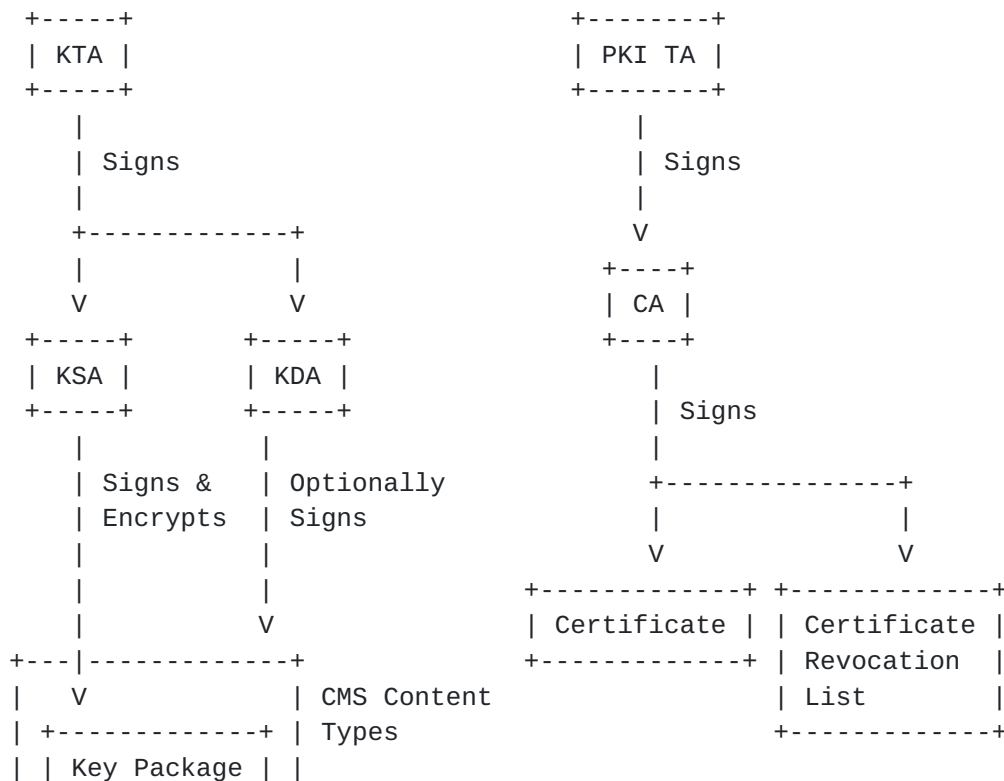 KTA PKI TA
Signs Signs
KSA KDA CA
Signs
Signs & Optionally
Encrypts Signs
Certificate Certificate
Revocation
CMS Content List
Types
Key Package